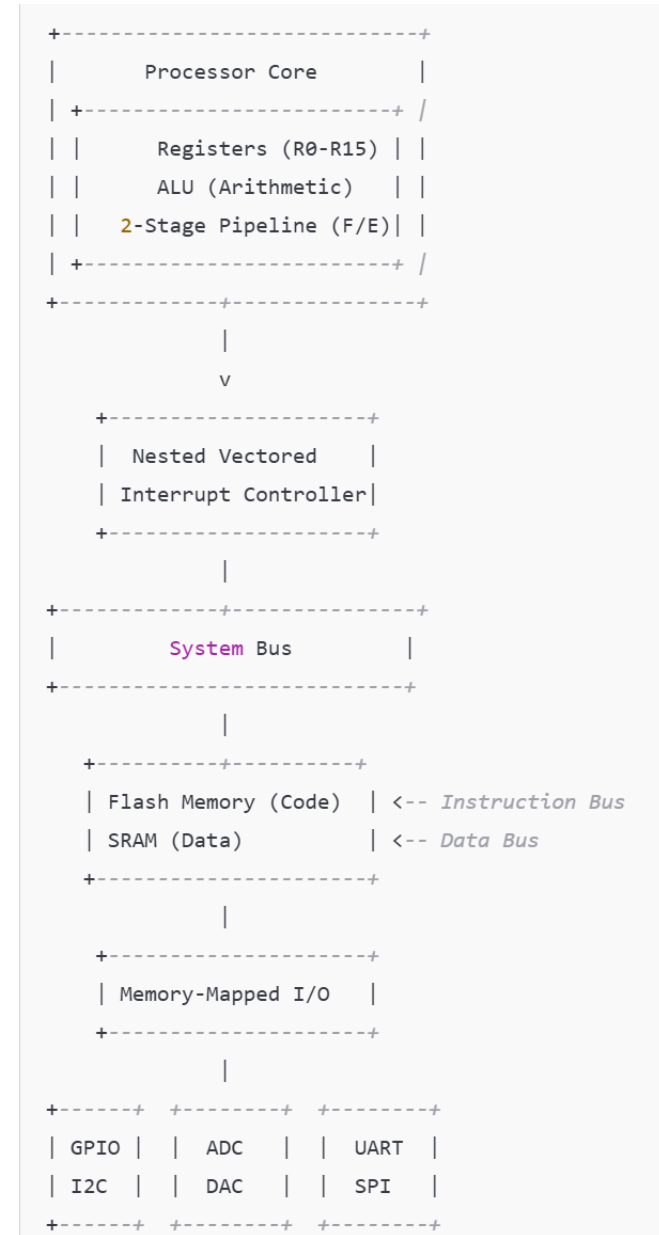 +-----------------------------+
|       Processor Core        |
| +-------------------------+ |
| |      Registers (R0-R15) | |
| |      ALU (Arithmetic)   | |
| |   2-Stage Pipeline (F/E)| |
| +-------------------------+ |
+-------------+---------------+
              |
              v
    +---------------------+
    |  Nested Vectored    |
    | Interrupt Controller|
    +---------------------+
              |
+-------------+---------------+
|         System Bus         |
+----------------------------+
              |
   +----------+----------+
   | Flash Memory (Code)  | <-- Instruction Bus
   | SRAM (Data)          | <-- Data Bus
   +----------------------+
              |
    +---------------------+
    | Memory-Mapped I/O   |
    +---------------------+
              |
+------+  +--------+  +--------+
| GPIO |  |  ADC   |  |  UART  |
| I2C  |  |  DAC   |  |  SPI   |
+------+  +--------+  +--------+